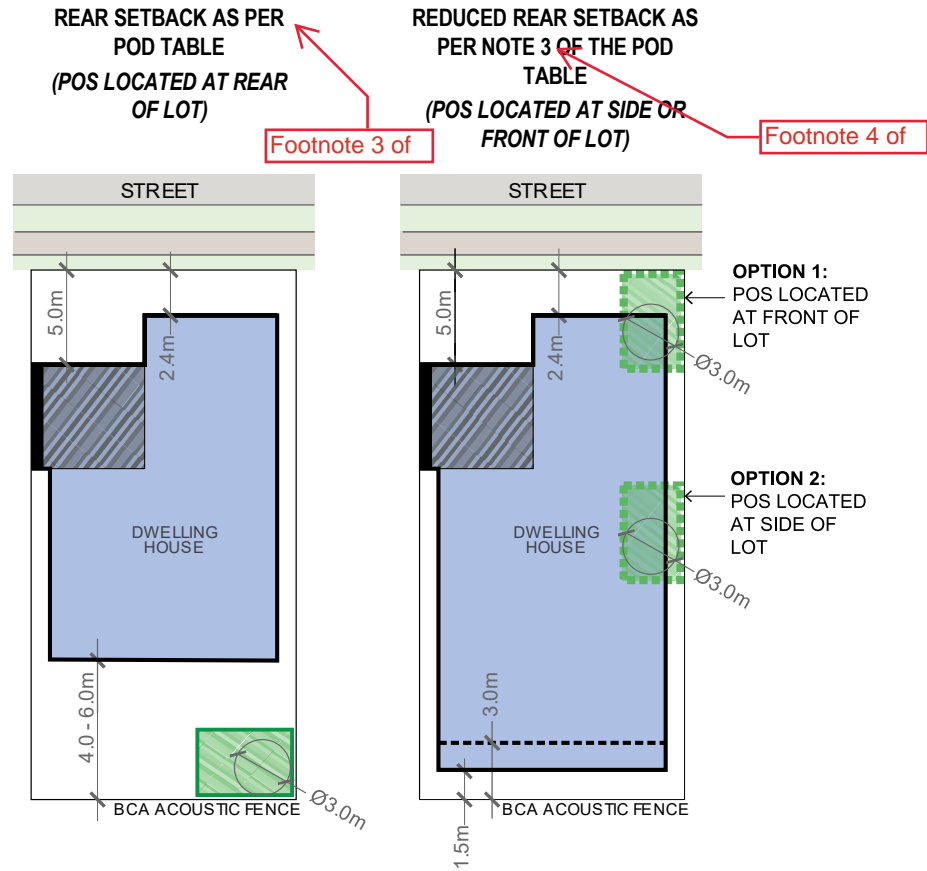 REAR SETBACK AS PER
POD TABLE
(POS LOCATED AT REAR
OF LOT)
Footnote 3 of
REDUCED REAR SETBACK AS
PER NOTE 3 OF THE POD
TABLE
(POS LOCATED AT SIDE OR
FRONT OF LOT)
Footnote 4 of
STREET
5.0m
2.4m
DWELLING
HOUSE
4.0 - 6.0m
Ø3.0m
BCA ACOUSTIC FENCE
STREET
5.0m
2.4m
Ø3.0m
OPTION 1:
POS LOCATED
AT FRONT OF
LOT
DWELLING
HOUSE
Ø3.0m
OPTION 2:
POS LOCATED
AT SIDE OF
LOT
3.0m
1.5m
BCA ACOUSTIC FENCE